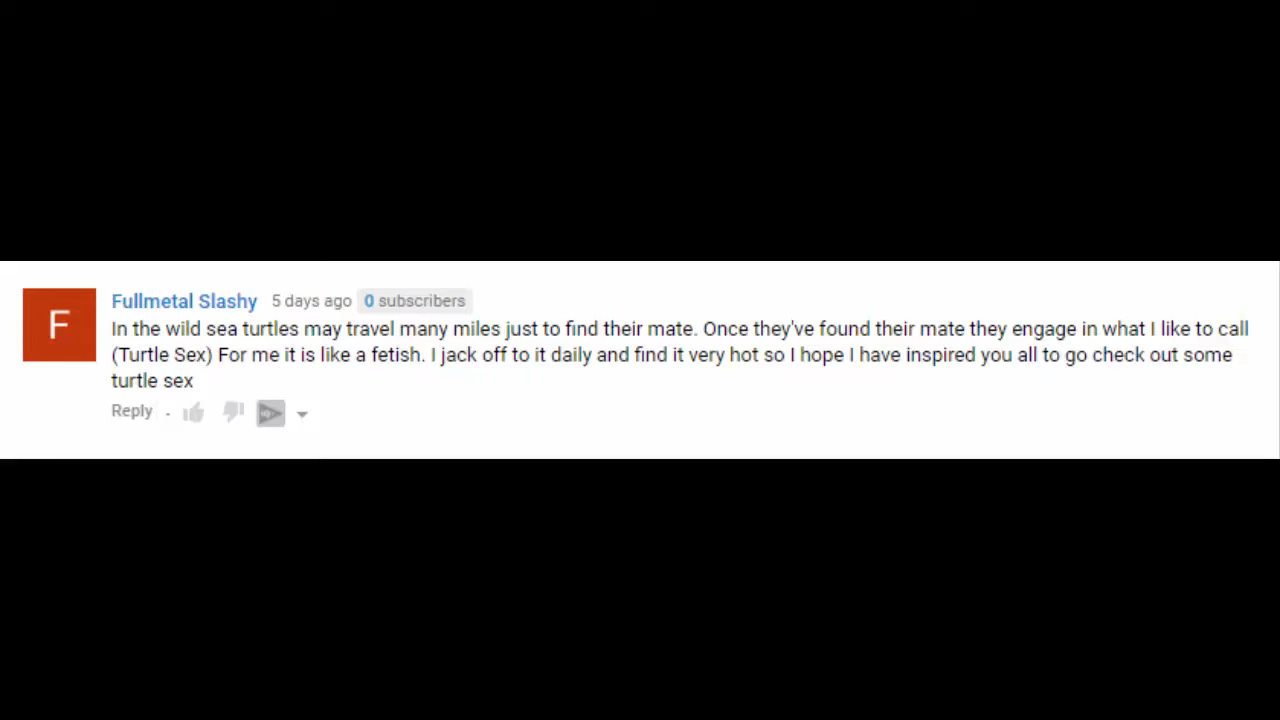 F
Fullmetal Slashy 5 days ago 0 subscribers
In the wild sea turtles may travel many miles just to find their mate. Once they've found their mate they engage in what I like to call
(Turtle Sex) For me it is like a fetish. I jack off to it daily and find it very hot so I hope I have inspired you all to go check out some
turtle sex
Reply .